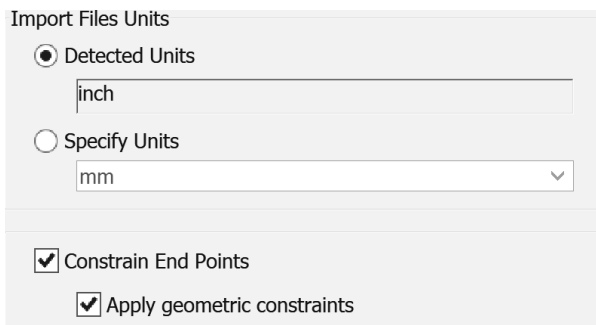 Import Files Units
Detected Units
inch
Specify Units
mm
Constrain End Points
Apply geometric constraints